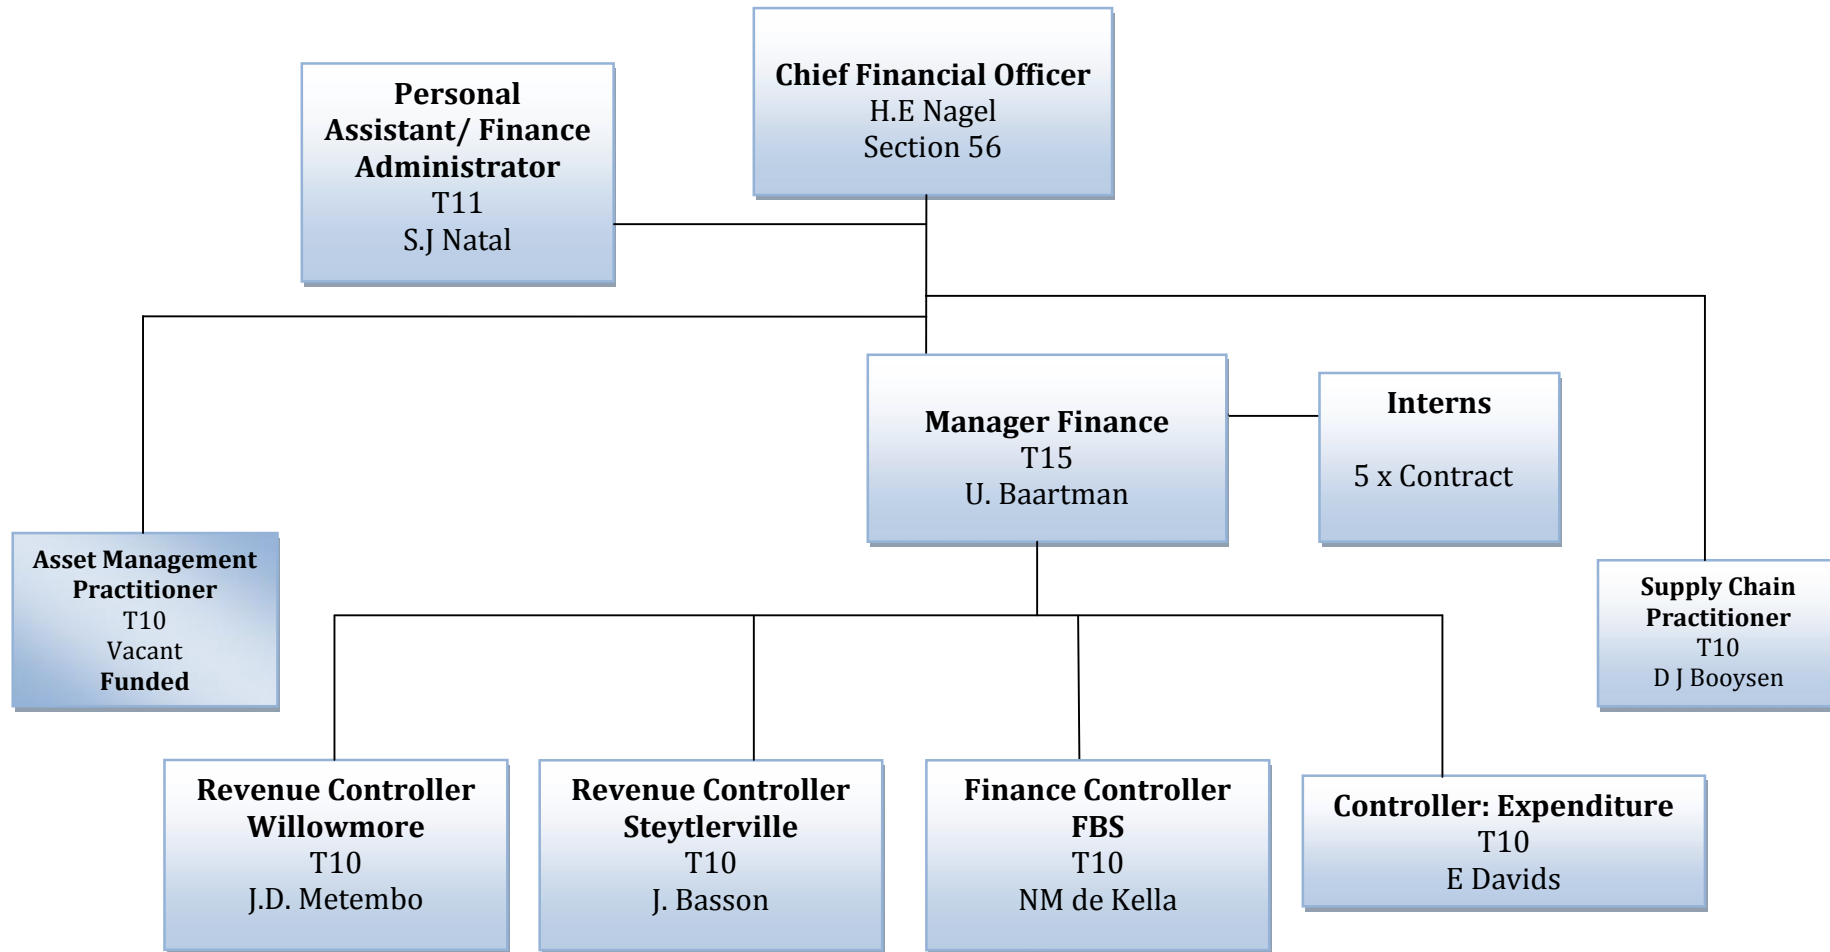 Chief Financial Officer
H.E Nagel
Section 56
Personal
Assistant/ Finance
Administrator
T11
S.J Natal
Manager Finance
T15
U. Baartman
Interns
5 x Contract
Asset Management
Practitioner
T10
Vacant
Funded
Supply Chain
Practitioner
T10
D J Booysen
Revenue Controller
Willowmore
T10
J.D. Metembo
Revenue Controller
Steytlerville
T10
J. Basson
Finance Controller
FBS
T10
NM de Kella
Controller: Expenditure
T10
E Davids